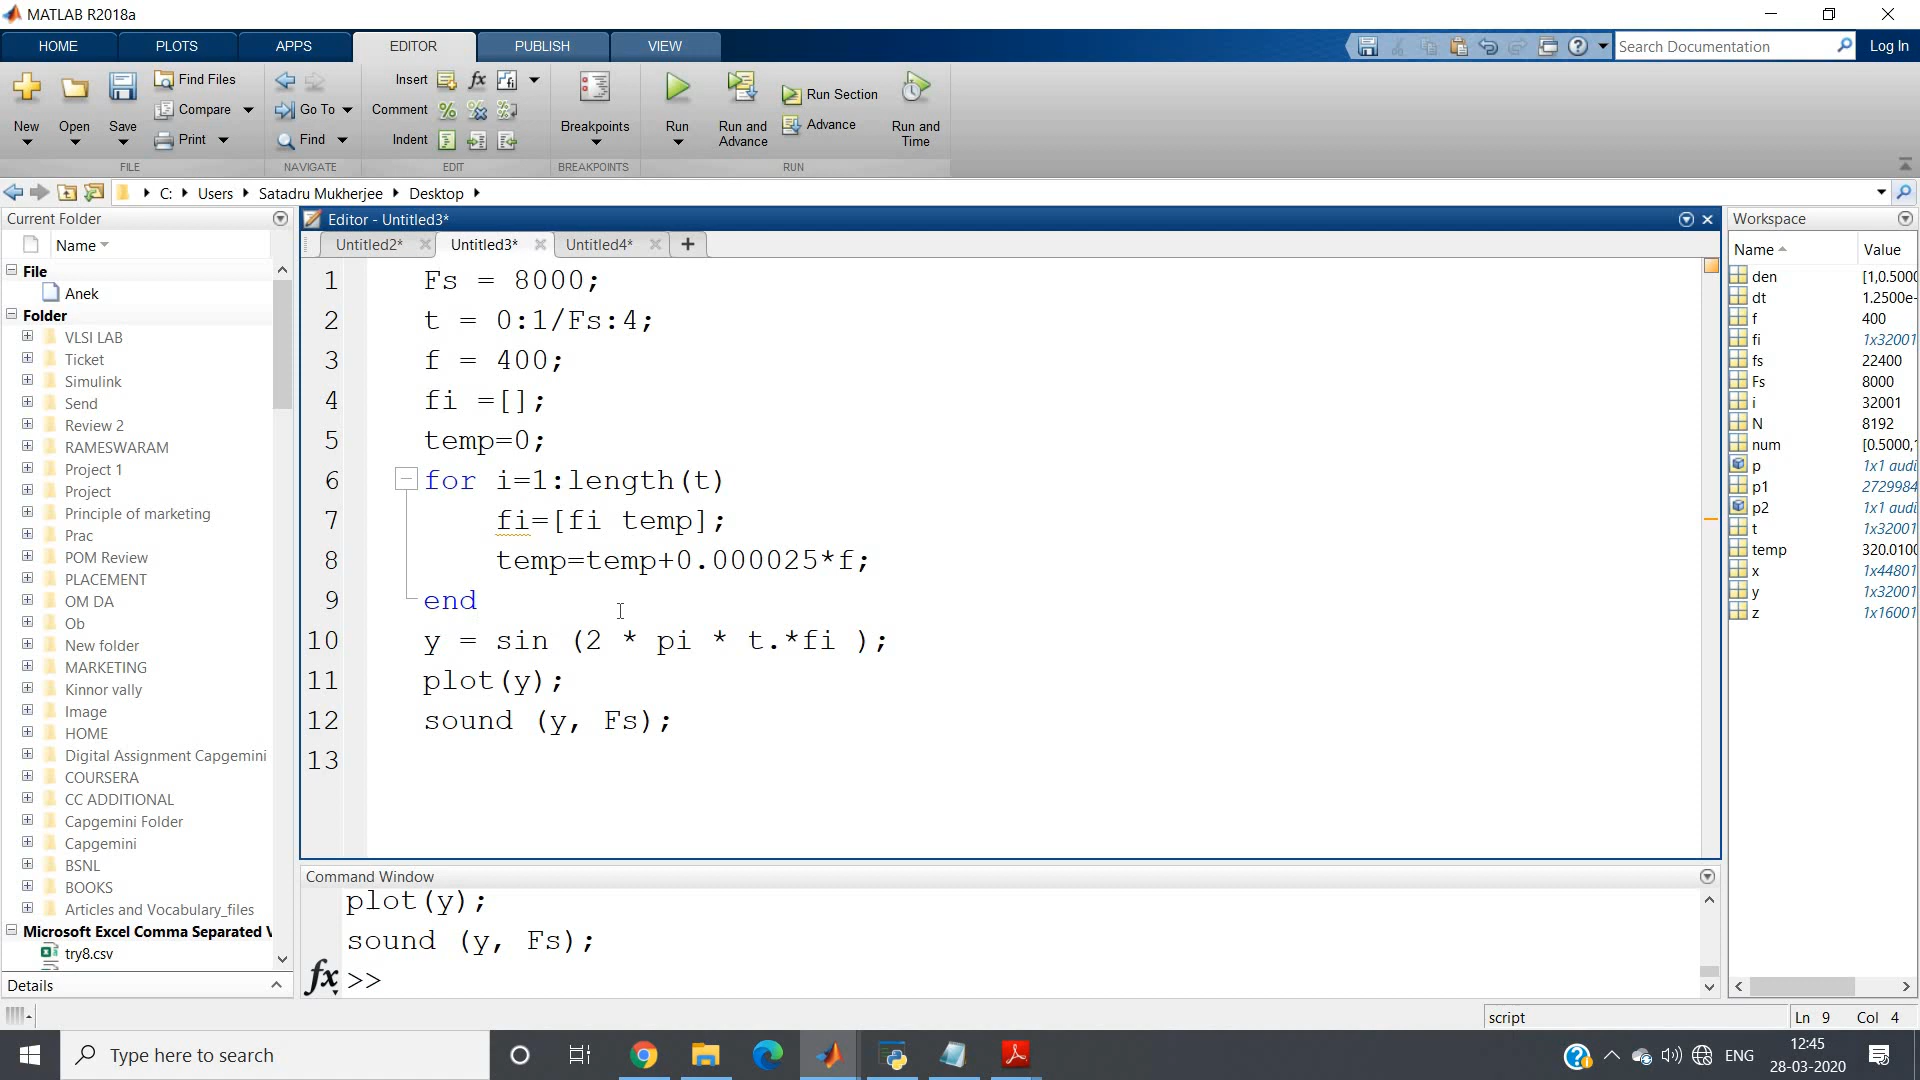 MATLAB R2018a
HOME PLOTS APPS EDITOR PUBLISH VIEW
Search Documentation Log In
New Open Save
Find Files
Compare
Print
Go To
Find
Insert
Comment
Indent
Breakpoints
Run
Run and Advance
Run Section
Advance
Run and Time
FILE NAVIGATE EDIT BREAKPOINTS RUN
C: Users Satadru Mukherjee Desktop
Current Folder
Name
File
Anek
Folder
VLSI LAB
Ticket
Simulink
Send
Review 2
RAMESWARAM
Project 1
Project
Principle of marketing
Prac
POM Review
PLACEMENT
OM DA
Ob
New folder
MARKETING
Kinnor vally
Image
HOME
Digital Assignment Capgemini
COURSERA
CC ADDITIONAL
Capgemini Folder
Capgemini
BSNL
BOOKS
Articles and Vocabulary_files
Microsoft Excel Comma Separated V
try8.csv
Details
Editor - Untitled3*
Untitled2* Untitled3* Untitled4*
1 Fs = 8000;
2 t = 0:1/Fs:4;
3 f = 400;
4 fi =[];
5 temp=0;
6 for i=1:length(t)
7 fi=[fi temp];
8 temp=temp+0.000025*f;
9 end
10 y = sin (2 * pi * t.*fi );
11 plot(y);
12 sound (y, Fs);
13
Command Window
plot(y);
sound (y, Fs);
fx >>
Workspace
Name Value
den [1,0.5000
dt 1.2500e-
f 400
fi 1x32001
fs 22400
Fs 8000
i 32001
N 8192
num [0.5000,
p 1x1 audi
p1 2729984
p2 1x1 audi
t 1x32001
temp 320.0100
x 1x44801
y 1x32001
z 1x16001
script Ln 9 Col 4
Type here to search
ENG
12:45
28-03-2020